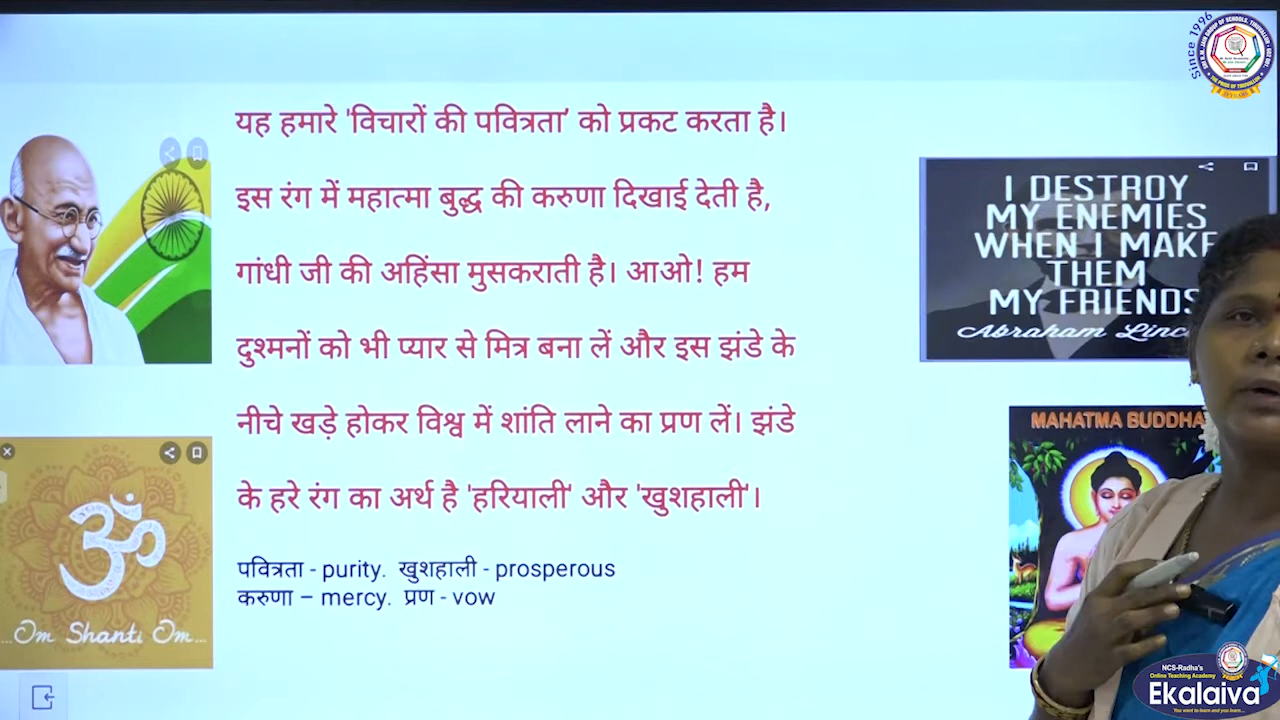 यह हमारे 'विचारों की पवित्रता' को प्रकट करता है।
इस रंग में महात्मा बुद्ध की करुणा दिखाई देती है,
गांधी जी की अहिंसा मुसकराती है। आओ! हम
दुश्मनों को भी प्यार से मित्र बना लें और इस झंडे के
नीचे खड़े होकर विश्व में शांति लाने का प्रण लें। झंडे
के हरे रंग का अर्थ है 'हरियाली' और 'खुशहाली'।
पवित्रता - purity. खुशहाली - prosperous
करुणा – mercy. प्रण - vow
...Om Shanti Om...
I DESTROY
MY ENEMIES
WHEN I MAKE
THEM
MY FRIENDS
Abraham
MAHATMA BUDDHA
Since 1996
NCS-Radha's
Online Teaching Academy
Ekalaiva
You want to learn and you learn...